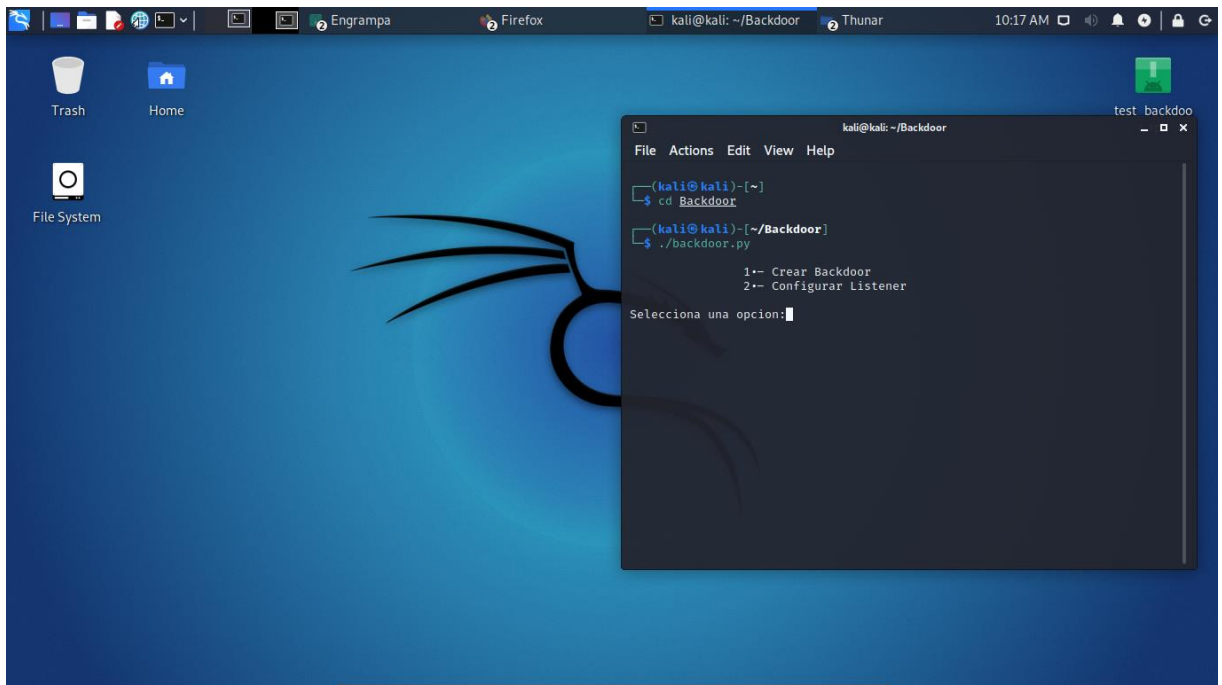 Engrampa
Firefox
kali@kali: ~/Backdoor
Thunar
10:17 AM
Trash
Home
test_backdoo
File System
kali@kali: ~/Backdoor
File Actions Edit View Help
┌──(kali㉿kali)-[~]
└─$ cd Backdoor
┌──(kali㉿kali)-[~/Backdoor]
└─$ ./backdoor.py
1•— Crear Backdoor
2•— Configurar Listener
Selecciona una opcion: